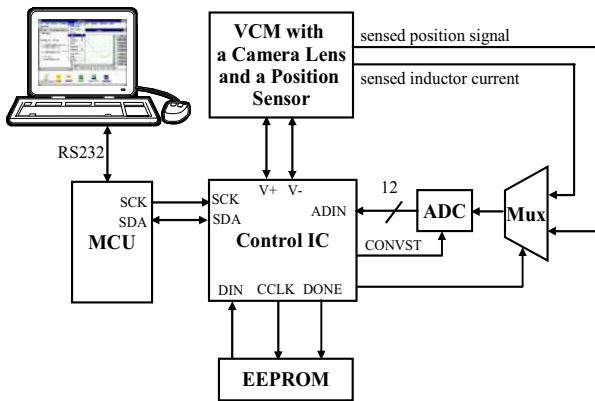 VCM with
a Camera Lens
and a Position
Sensor
sensed position signal
sensed inductor current
RS232
MCU
SCK
SDA
SCK
SDA
V+ V-
ADIN
Control IC
DIN CCLK DONE
12
ADC
CONVST
Mux
EEPROM